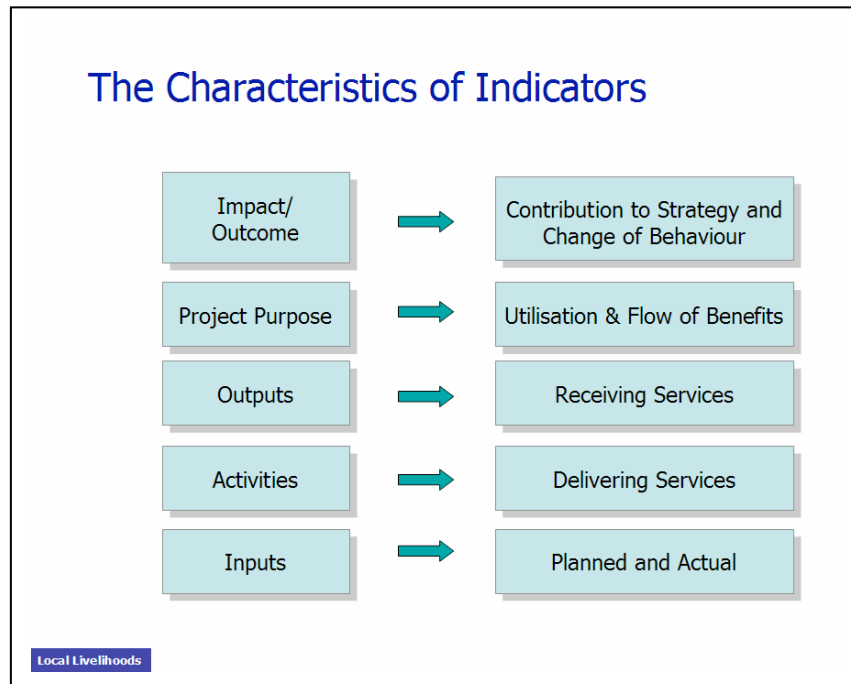 The Characteristics of Indicators
Impact/
Outcome
Contribution to Strategy and
Change of Behaviour
Project Purpose
Utilisation & Flow of Benefits
Outputs
Receiving Services
Activities
Delivering Services
Inputs
Planned and Actual
Local Livelihoods